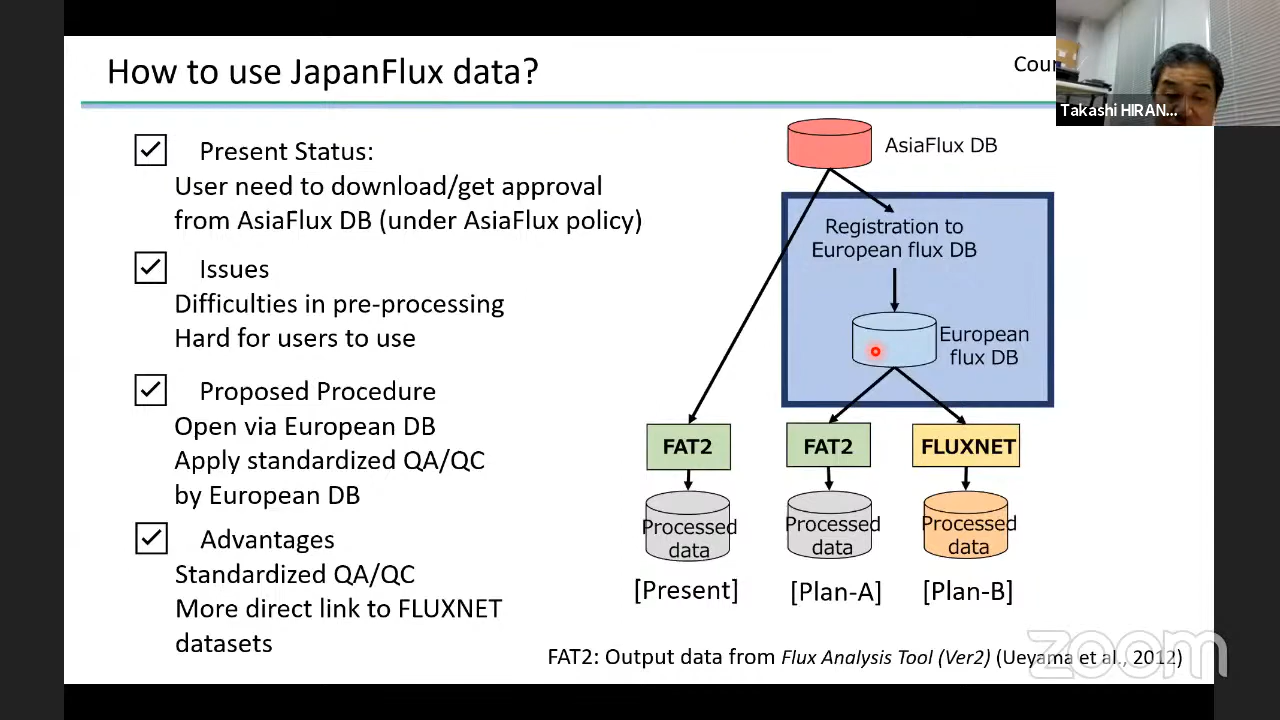 How to use JapanFlux data?
Cour
Takashi HIRAN...
Present Status:
User need to download/get approval
from AsiaFlux DB (under AsiaFlux policy)
Issues
Difficulties in pre-processing
Hard for users to use
Proposed Procedure
Open via European DB
Apply standardized QA/QC
by European DB
Advantages
Standardized QA/QC
More direct link to FLUXNET
datasets
AsiaFlux DB
Registration to
European flux DB
European
flux DB
FAT2
FAT2
FLUXNET
Processed
data
Processed
data
Processed
data
[Present]
[Plan-A]
[Plan-B]
FAT2: Output data from Flux Analysis Tool (Ver2) (Ueyama et al., 2012)
zoom